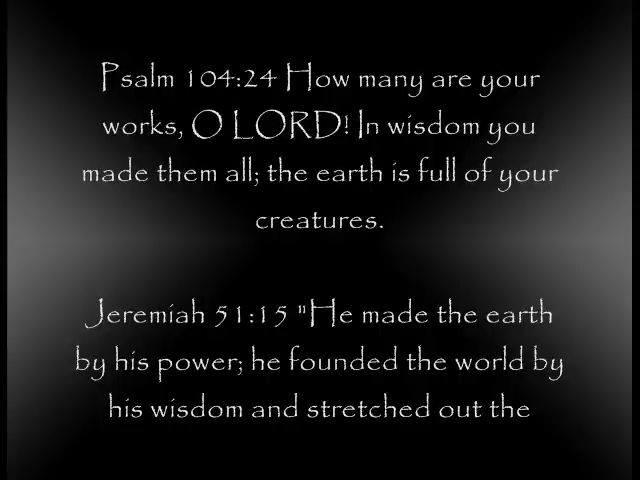 Psalm 104:24 How many are your
works, O LORD! In wisdom you
made them all; the earth is full of your
creatures.
Jeremiah 51:15 "He made the earth
by his power; he founded the world by
his wisdom and stretched out the